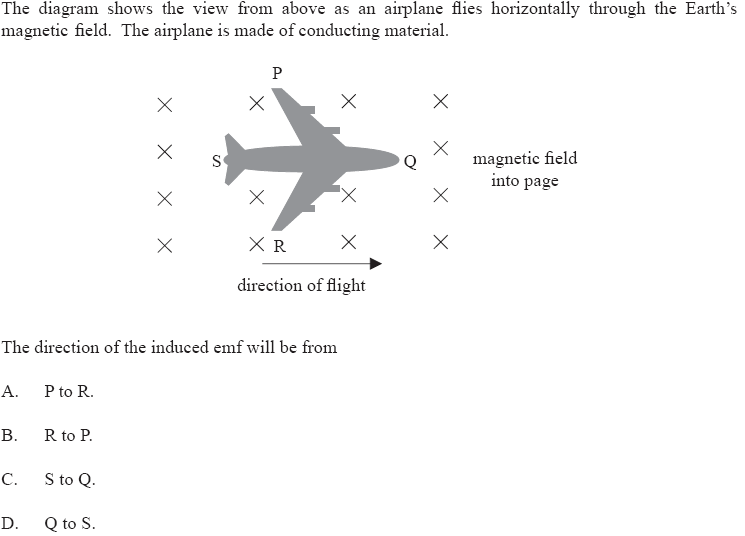 The diagram shows the view from above as an airplane flies horizontally through the Earth's
magnetic field. The airplane is made of conducting material.
P
S
Q
magnetic field
into page
R
direction of flight
The direction of the induced emf will be from
A. P to R.
B. R to P.
C. S to Q.
D. Q to S.